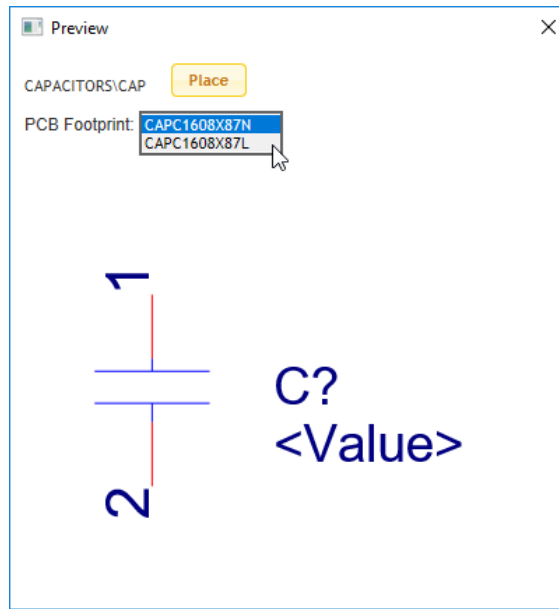 Preview
CAPACITORS\CAP Place
PCB Footprint: CAPC1608X87N
CAPC1608X87L
1
C?
<Value>
2